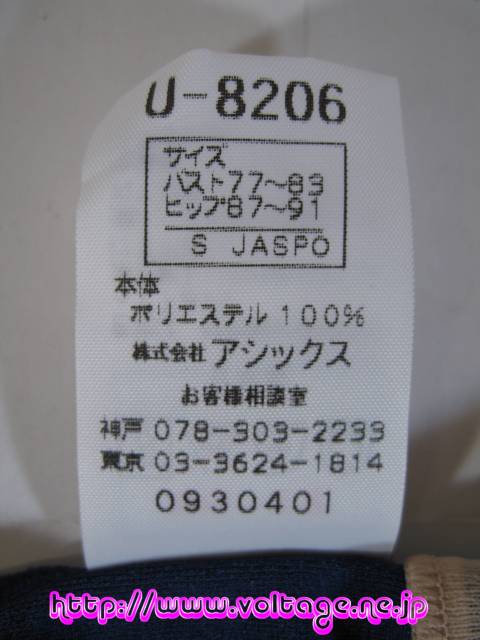 U-8206
サイズ
バスト77〜83
ヒップ87〜91
S JASPO
本体
ポリエステル 100%
株式会社 アシックス
お客様相談室
神戸 078-303-2233
東京 03-3624-1814
0930401
http://www.voltage.ne.jp